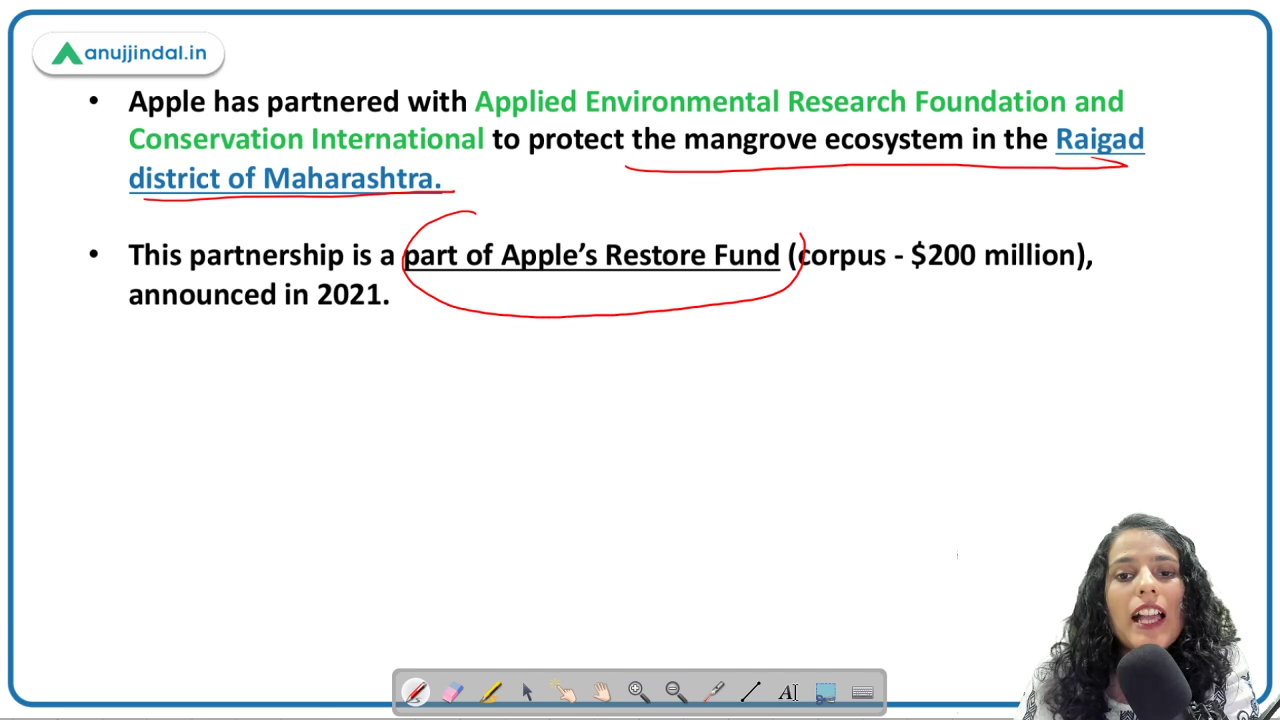 anujjindal.in
• Apple has partnered with Applied Environmental Research Foundation and
Conservation International to protect the mangrove ecosystem in the Raigad
district of Maharashtra.
• This partnership is a part of Apple’s Restore Fund (corpus - $200 million),
announced in 2021.
A